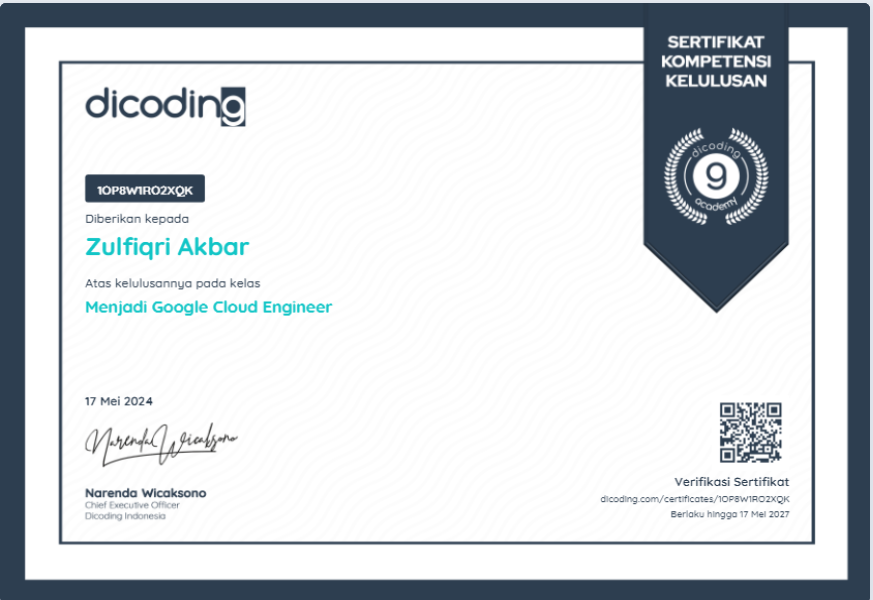 SERTIFIKAT
KOMPETENSI
KELULUSAN
dicoding
dicoding
9
academy
1OP8W1RO2XQK
Diberikan kepada
Zulfiqri Akbar
Atas kelulusannya pada kelas
Menjadi Google Cloud Engineer
17 Mei 2024
Narenda Wicaksono
Narenda Wicaksono
Chief Executive Officer
Dicoding Indonesia
Verifikasi Sertifikat
dicoding.com/certificates/1OP8W1RO2XQK
Berlaku hingga 17 Mei 2027